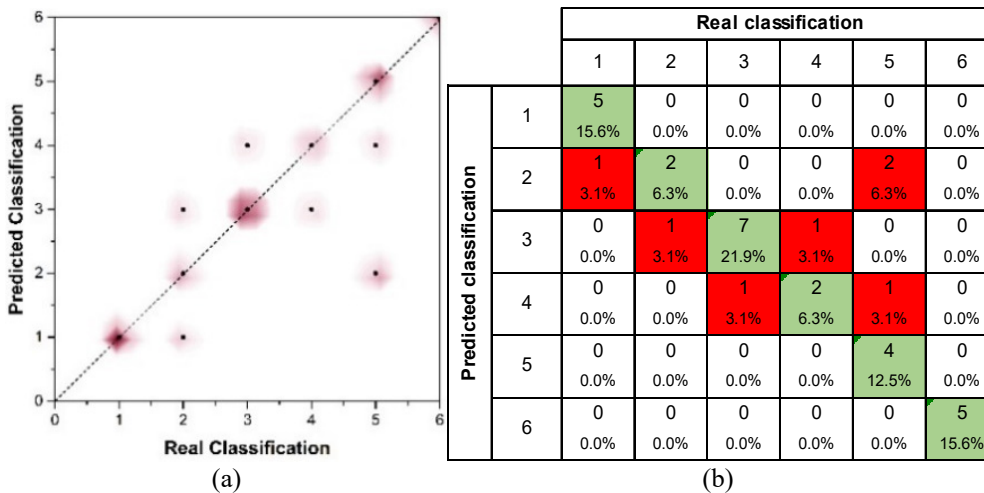 6
5
4
3
2
1
0
0 1 2 3 4 5 6
Predicted Classification
Real Classification
(a)
Real classification
1 2 3 4 5 6
Predicted classification
1
5 0 0 0 0 0
15.6% 0.0% 0.0% 0.0% 0.0% 0.0%
2
1 2 0 0 2 0
3.1% 6.3% 0.0% 0.0% 6.3% 0.0%
3
0 1 7 1 0 0
0.0% 3.1% 21.9% 3.1% 0.0% 0.0%
4
0 0 1 2 1 0
0.0% 0.0% 3.1% 6.3% 3.1% 0.0%
5
0 0 0 0 4 0
0.0% 0.0% 0.0% 0.0% 12.5% 0.0%
6
0 0 0 0 0 5
0.0% 0.0% 0.0% 0.0% 0.0% 15.6%
(b)